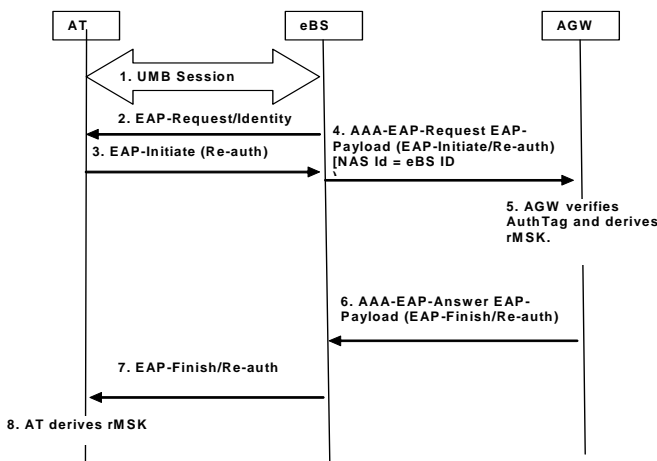 AT
eBS
AGW
1. UMB Session
2. EAP-Request/Identity
3. EAP-Initiate (Re-auth)
4. AAA-EAP-Request EAP-
Payload (EAP-Initiate/Re-auth)
[NAS Id = eBS ID
5. AGW verifies
AuthTag and derives
rMSK.
6. AAA-EAP-Answer EAP-
Payload (EAP-Finish/Re-auth)
7. EAP-Finish/Re-auth
8. AT derives rMSK